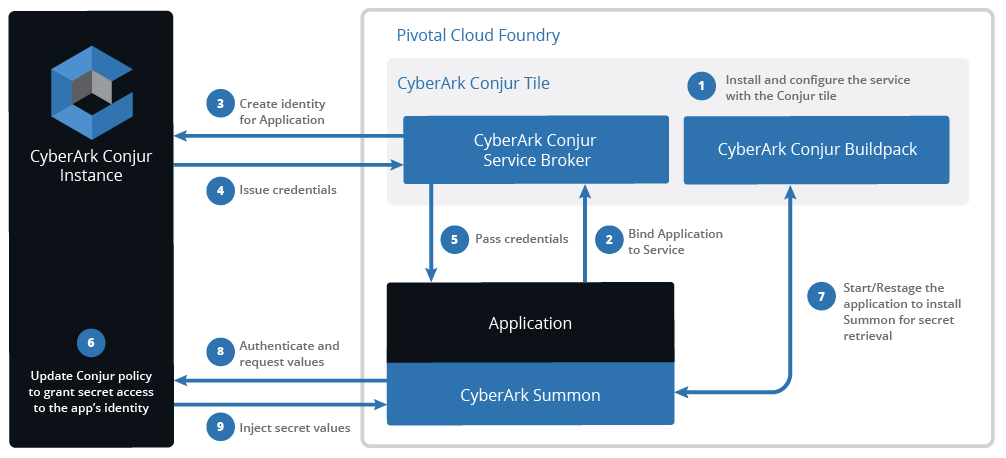 Pivotal Cloud Foundry
CyberArk Conjur Tile
1
Install and configure the service
with the Conjur tile
3
Create identity
for Application
CyberArk Conjur
Service Broker
CyberArk Conjur Buildpack
CyberArk Conjur
Instance
4
Issue credentials
5
Pass credentials
2
Bind Application
to Service
7
Start/Restage the
application to install
Summon for secret
retrieval
Application
6
Update Conjur policy
to grant secret access
to the app's identity
8
Authenticate and
request values
CyberArk Summon
9
Inject secret values